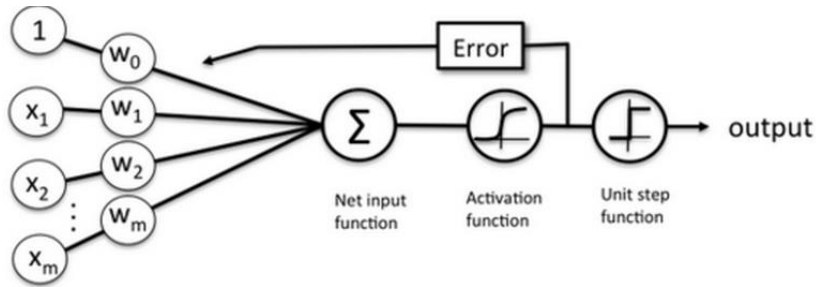 1
w0
Error
x1
w1
Σ
output
x2
w2
Net input
function
Activation
function
Unit step
function
⋮
wm
xm